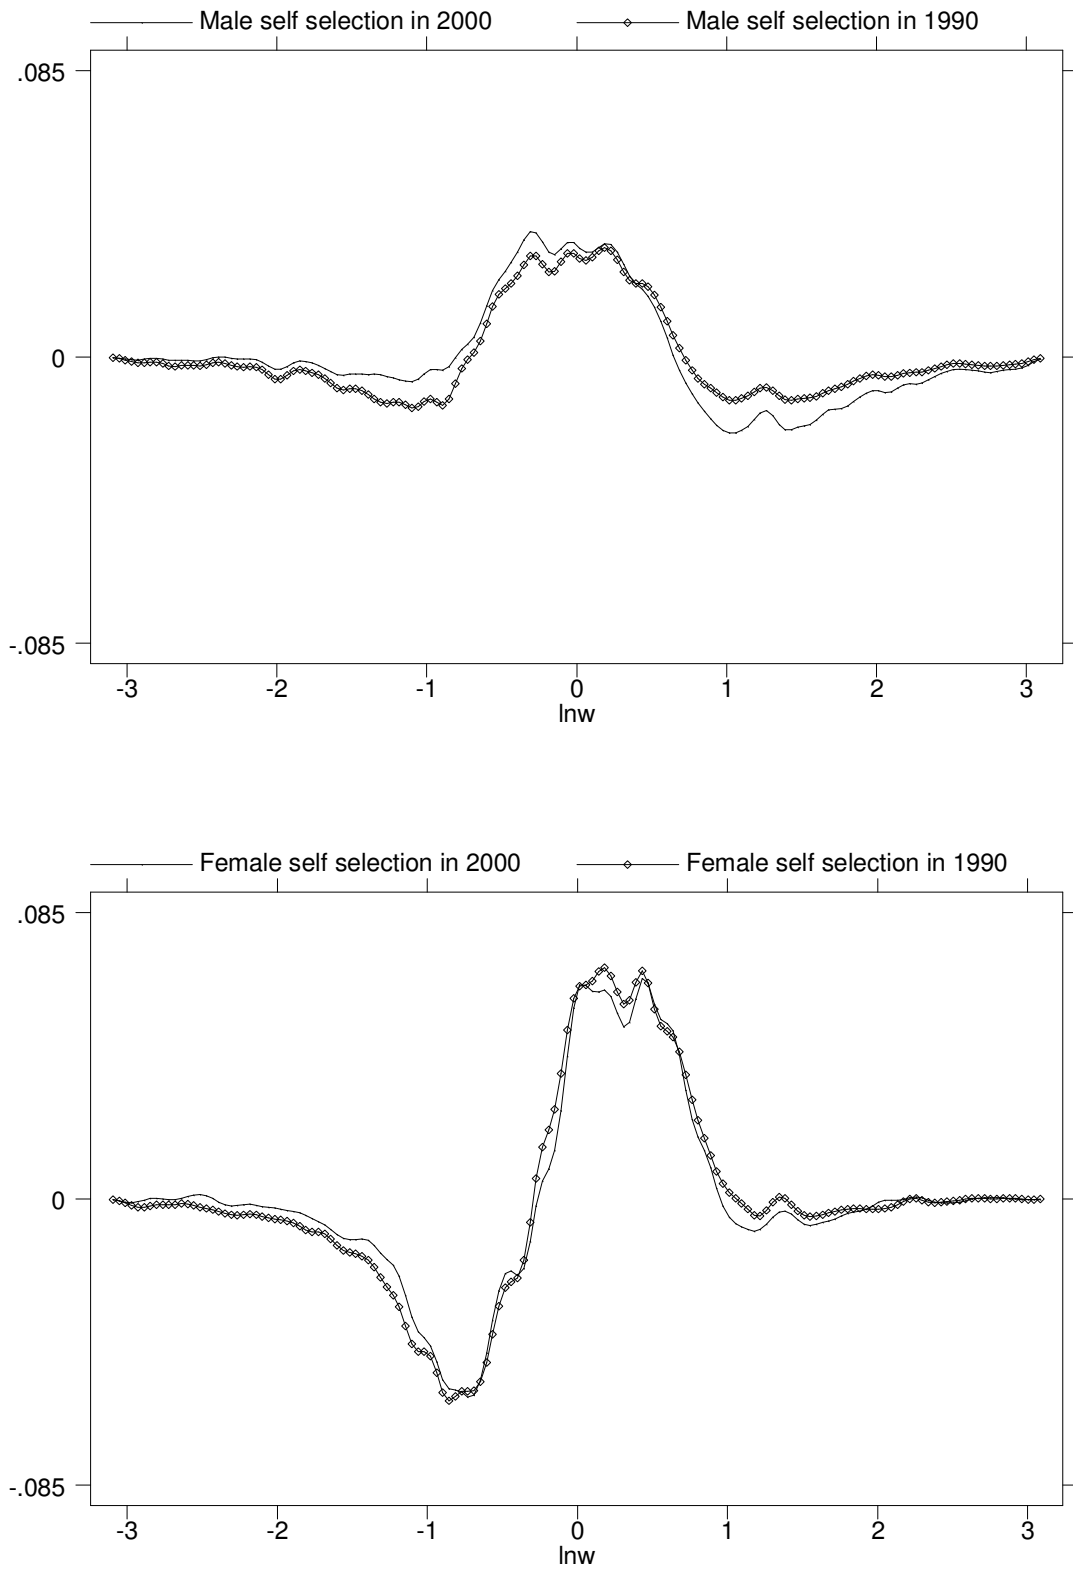 Male self selection in 2000 Male self selection in 1990
.085
0
-.085
-3 -2 -1 0 1 2 3
lnw
Female self selection in 2000 Female self selection in 1990
.085
0
-.085
-3 -2 -1 0 1 2 3
lnw